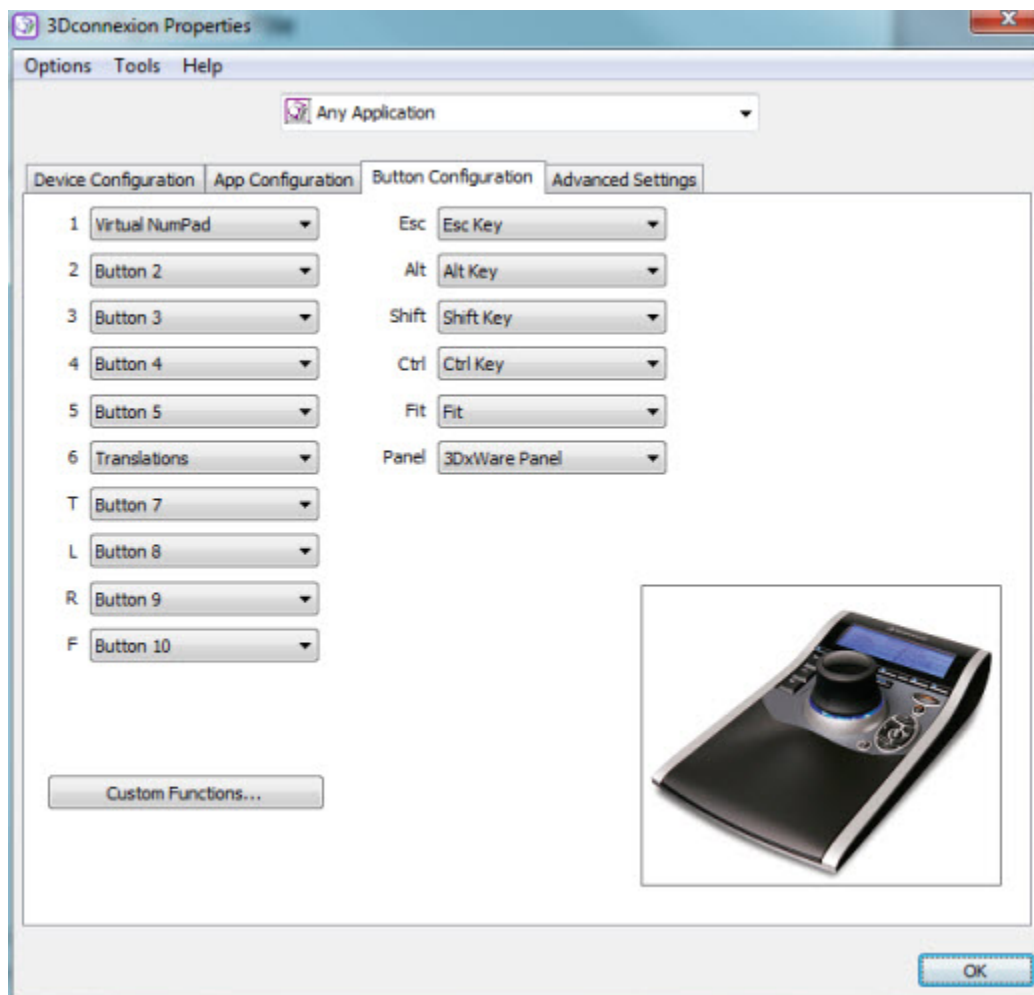 3Dconnexion Properties
Options Tools Help
Any Application
Device Configuration App Configuration Button Configuration Advanced Settings
1 Virtual NumPad Esc Esc Key
2 Button 2 Alt Alt Key
3 Button 3 Shift Shift Key
4 Button 4 Ctrl Ctrl Key
5 Button 5 Fit Fit
6 Translations Panel 3DxWare Panel
T Button 7
L Button 8
R Button 9
F Button 10
Custom Functions...
OK